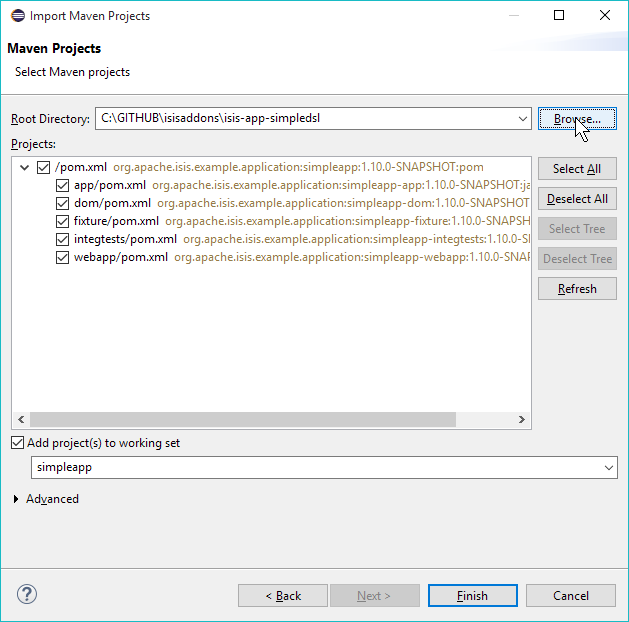 Import Maven Projects
Maven Projects
Select Maven projects
Root Directory: C:\GITHUB\isisaddons\isis-app-simpledsl Browse...
Projects:
/pom.xml org.apache.isis.example.application:simpleapp:1.10.0-SNAPSHOT:pom Select All
app/pom.xml org.apache.isis.example.application:simpleapp-app:1.10.0-SNAPSHOT:ja
dom/pom.xml org.apache.isis.example.application:simpleapp-dom:1.10.0-SNAPSHOT Deselect All
fixture/pom.xml org.apache.isis.example.application:simpleapp-fixture:1.10.0-SNAPSH
Select Tree
integtests/pom.xml org.apache.isis.example.application:simpleapp-integtests:1.10.0-SI
webapp/pom.xml org.apache.isis.example.application:simpleapp-webapp:1.10.0-SNAP Deselect Tree
Refresh
Add project(s) to working set
simpleapp
Advanced
? < Back Next > Finish Cancel